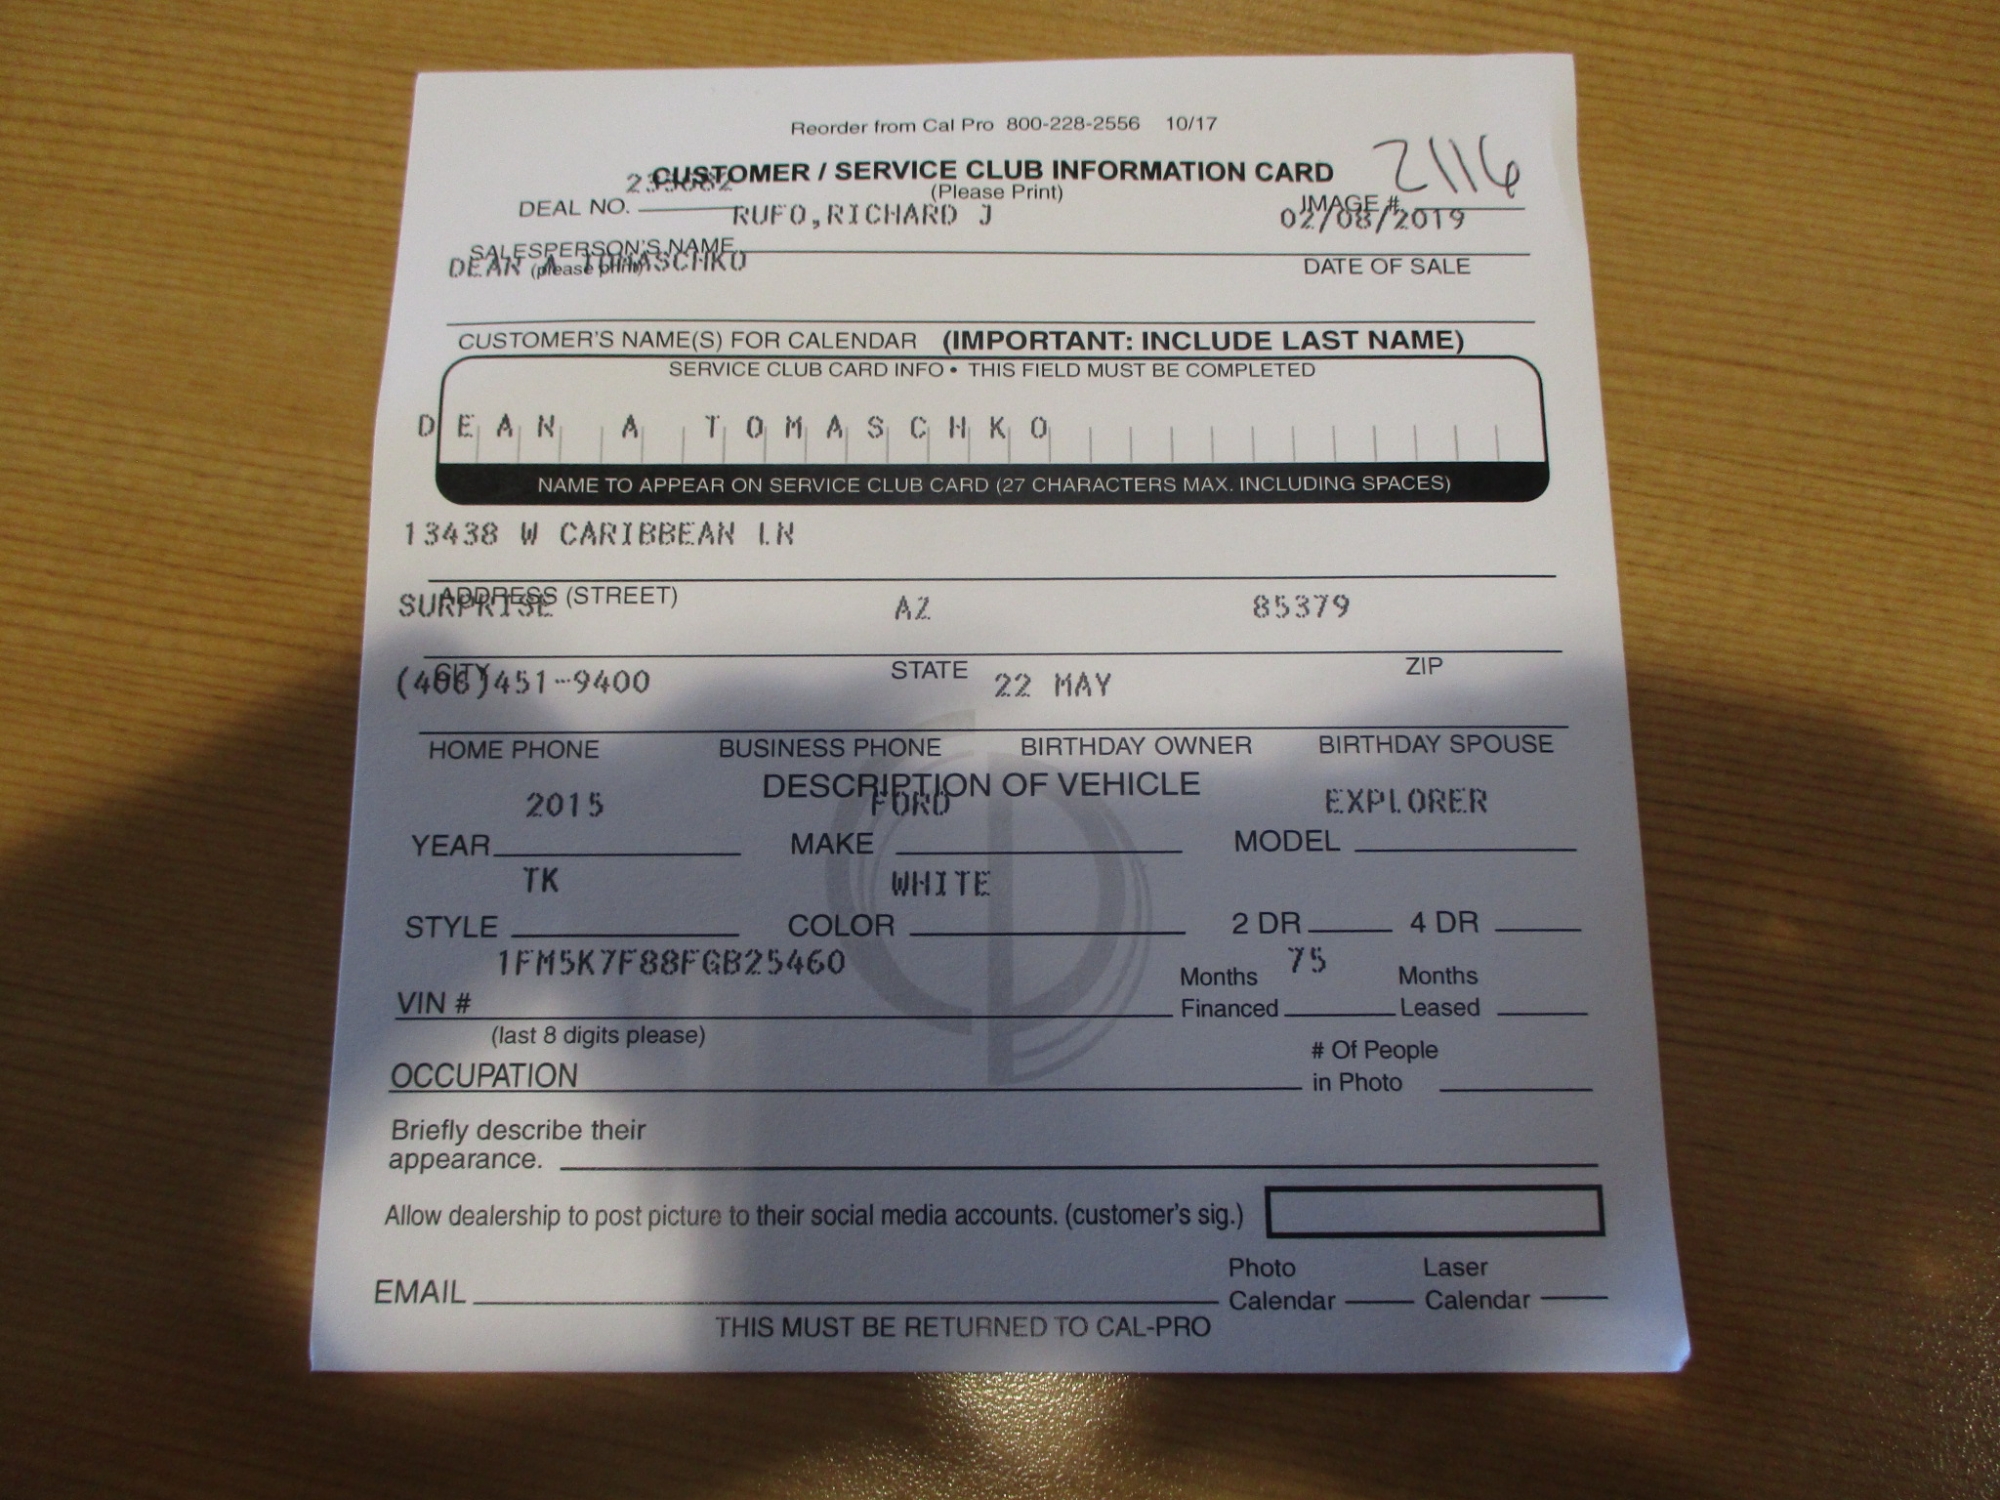 Reorder from Cal Pro 800-228-2556 10/17
CUSTOMER / SERVICE CLUB INFORMATION CARD
2116
(Please Print)
DEAL NO. IMAGE #
RUFO,RICHARD J 02/08/2019
SALESPERSON'S NAME
(please print)
DATE OF SALE
DEAN A TOMASCHKO
CUSTOMER'S NAME(S) FOR CALENDAR (IMPORTANT: INCLUDE LAST NAME)
SERVICE CLUB CARD INFO • THIS FIELD MUST BE COMPLETED
DEAN A TOMASCHKO
NAME TO APPEAR ON SERVICE CLUB CARD (27 CHARACTERS MAX. INCLUDING SPACES)
13438 W CARIBBEAN LN
ADDRESS (STREET)
SURPRISE AZ 85379
CITY STATE ZIP
451-9400 22 MAY
HOME PHONE BUSINESS PHONE BIRTHDAY OWNER BIRTHDAY SPOUSE
DESCRIPTION OF VEHICLE
2015 FORD EXPLORER
YEAR MAKE MODEL
TK WHITE
STYLE COLOR 2 DR 4 DR
1FM5K7F88FGB25460 75
VIN # Months Financed Months Leased
(last 8 digits please)
OCCUPATION # Of People in Photo
Briefly describe their
appearance.
Allow dealership to post picture to their social media accounts. (customer's sig.)
EMAIL Photo Calendar Laser Calendar
THIS MUST BE RETURNED TO CAL-PRO